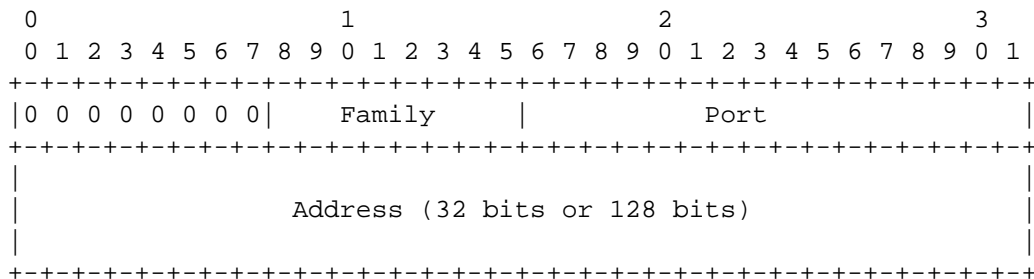 0                   1                   2                   3
 0 1 2 3 4 5 6 7 8 9 0 1 2 3 4 5 6 7 8 9 0 1 2 3 4 5 6 7 8 9 0 1
+-+-+-+-+-+-+-+-+-+-+-+-+-+-+-+-+-+-+-+-+-+-+-+-+-+-+-+-+-+-+-+-+
|0 0 0 0 0 0 0 0|    Family     |           Port                |
+-+-+-+-+-+-+-+-+-+-+-+-+-+-+-+-+-+-+-+-+-+-+-+-+-+-+-+-+-+-+-+-+
|                                                               |
|                 Address (32 bits or 128 bits)                 |
|                                                               |
+-+-+-+-+-+-+-+-+-+-+-+-+-+-+-+-+-+-+-+-+-+-+-+-+-+-+-+-+-+-+-+-+